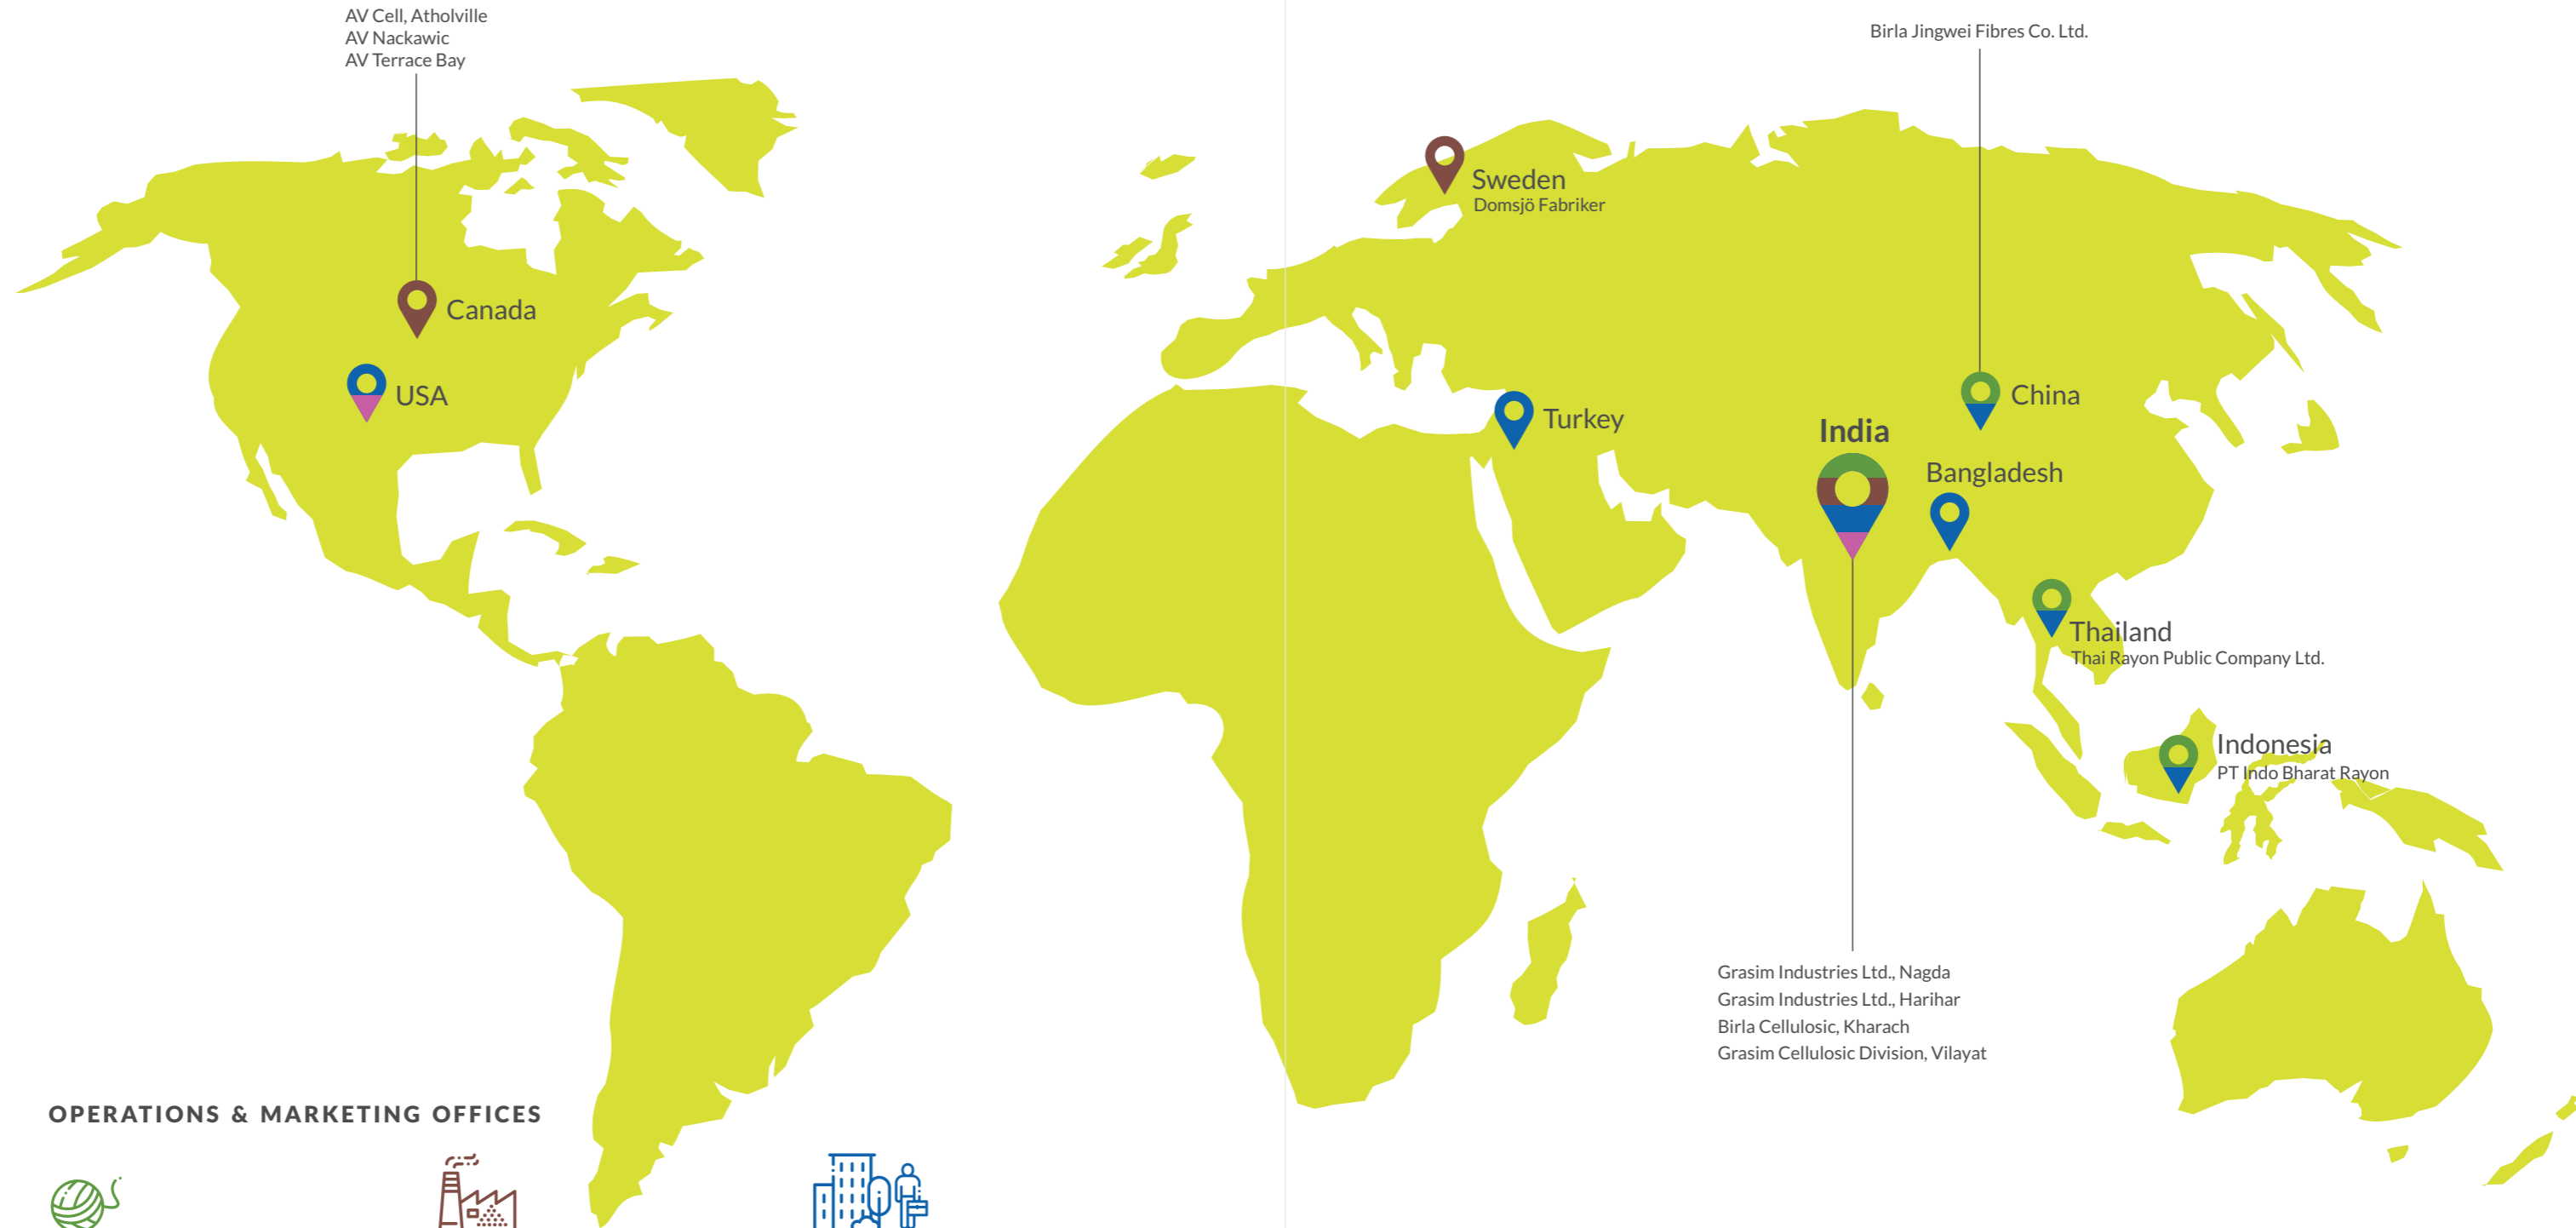 AV Cell, Atholville
AV Nackawic
AV Terrace Bay
Birla Jingwei Fibres Co. Ltd.
Sweden
Domsjö Fabriker
Canada
USA
Turkey
China
India
Bangladesh
Thailand
Thai Rayon Public Company Ltd.
Indonesia
PT Indo Bharat Rayon
Grasim Industries Ltd., Nagda
Grasim Industries Ltd., Harihar
Birla Cellulosic, Kharach
Grasim Cellulosic Division, Vilayat
OPERATIONS & MARKETING OFFICES